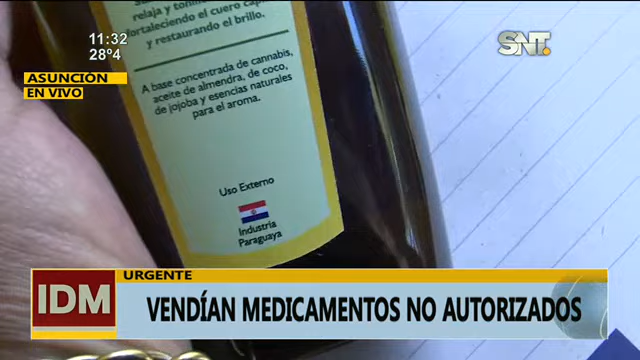 11:32
28°4
ASUNCIÓN
EN VIVO
SNT
relaja y
fortaleciendo el cuero
y restaurando el brillo.
A base concentrada de cannabis,
aceite de almendra, de coco,
de jojoba y esencias naturales
para el aroma.
Uso Externo
Industria
Paraguaya
URGENTE
IDM
VENDÍAN MEDICAMENTOS NO AUTORIZADOS